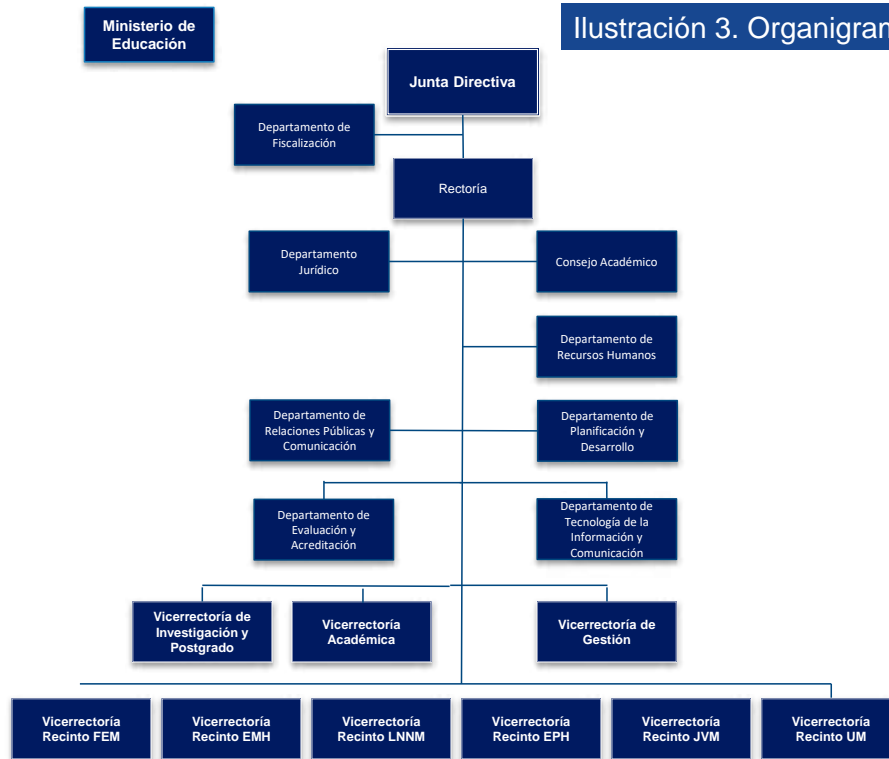 Ministerio de
Educación
Ilustración 3. Organigram
Junta Directiva
Departamento de
Fiscalización
Rectoría
Departamento
Jurídico
Consejo Académico
Departamento de
Recursos Humanos
Departamento de
Relaciones Públicas y
Comunicación
Departamento de
Planificación y
Desarrollo
Departamento de
Evaluación y
Acreditación
Departamento de
Tecnología de la
Información y
Comunicación
Vicerrectoría de
Investigación y
Postgrado
Vicerrectoría
Académica
Vicerrectoría de
Gestión
Vicerrectoría
Recinto FEM
Vicerrectoría
Recinto EMH
Vicerrectoría
Recinto LNNM
Vicerrectoría
Recinto EPH
Vicerrectoría
Recinto JVM
Vicerrectoría
Recinto UM